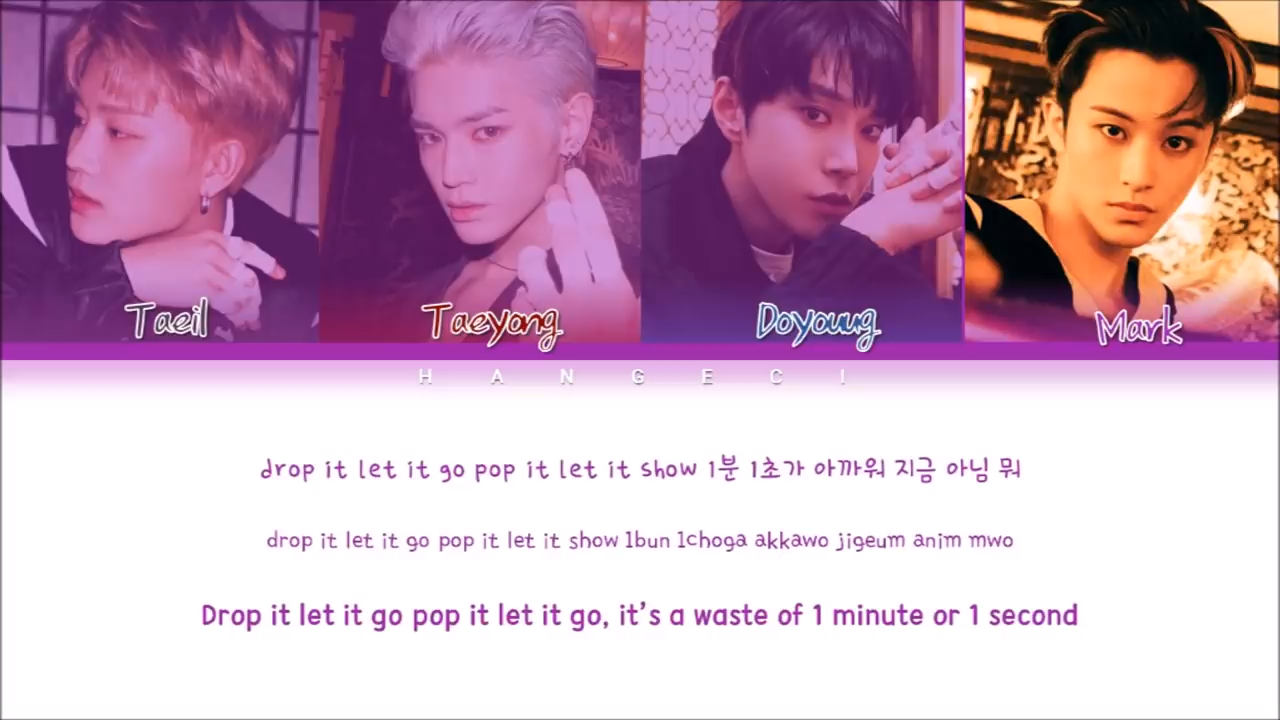 Taeil
Taeyong
Doyoung
Mark
HANGECI
drop it let it go pop it let it show 1분 1초가 아까워 지금 아님 뭐
drop it let it go pop it let it show 1bun 1choga akkawo jigeum anim mwo
Drop it let it go pop it let it go, it's a waste of 1 minute or 1 second